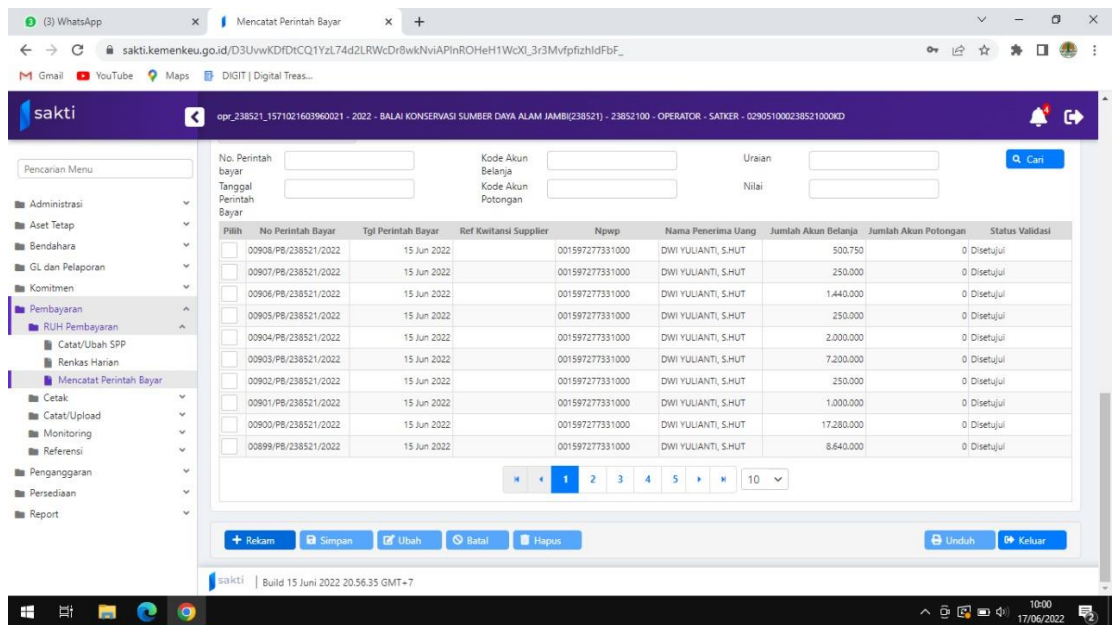 (3) WhatsApp
Mencatat Perintah Bayar
sakti.kemenkeu.go.id/D3UvwKDfDtCQ1YzL74d2LRWcDr8wkNviAPlnROHeH1WcXl_3r3MvfpfizhldFbF_
Gmail YouTube Maps DIGIT | Digital Treas...
sakti
opr_238521_1571021603960021 - 2022 - BALAI KONSERVASI SUMBER DAYA ALAM JAMBI(238521) - 23852100 - OPERATOR - SATKER - 029051000238521000KD
4
Pencarian Menu
Administrasi
Aset Tetap
Bendahara
GL dan Pelaporan
Komitmen
Pembayaran
RUH Pembayaran
Catat/Ubah SPP
Renkas Harian
Mencatat Perintah Bayar
Cetak
Catat/Upload
Monitoring
Referensi
Penganggaran
Persediaan
Report
No. Perintah bayar
Kode Akun Belanja
Uraian
Cari
Tanggal Perintah Bayar
Kode Akun Potongan
Nilai
Pilih No Perintah Bayar Tgl Perintah Bayar Ref Kwitansi Supplier Npwp Nama Penerima Uang Jumlah Akun Belanja Jumlah Akun Potongan Status Validasi
00908/PB/238521/2022 15 Jun 2022 001597277331000 DWI YULIANTI, S.HUT 500.750 0 Disetujui
00907/PB/238521/2022 15 Jun 2022 001597277331000 DWI YULIANTI, S.HUT 250.000 0 Disetujui
00906/PB/238521/2022 15 Jun 2022 001597277331000 DWI YULIANTI, S.HUT 1.440.000 0 Disetujui
00905/PB/238521/2022 15 Jun 2022 001597277331000 DWI YULIANTI, S.HUT 250.000 0 Disetujui
00904/PB/238521/2022 15 Jun 2022 001597277331000 DWI YULIANTI, S.HUT 2.000.000 0 Disetujui
00903/PB/238521/2022 15 Jun 2022 001597277331000 DWI YULIANTI, S.HUT 7.200.000 0 Disetujui
00902/PB/238521/2022 15 Jun 2022 001597277331000 DWI YULIANTI, S.HUT 250.000 0 Disetujui
00901/PB/238521/2022 15 Jun 2022 001597277331000 DWI YULIANTI, S.HUT 1.000.000 0 Disetujui
00900/PB/238521/2022 15 Jun 2022 001597277331000 DWI YULIANTI, S.HUT 17.280.000 0 Disetujui
00899/PB/238521/2022 15 Jun 2022 001597277331000 DWI YULIANTI, S.HUT 8.640.000 0 Disetujui
1 2 3 4 5 10
Rekam Simpan Ubah Batal Hapus Unduh Keluar
sakti | Build 15 Juni 2022 20.56.35 GMT+7
10:00
17/06/2022
2